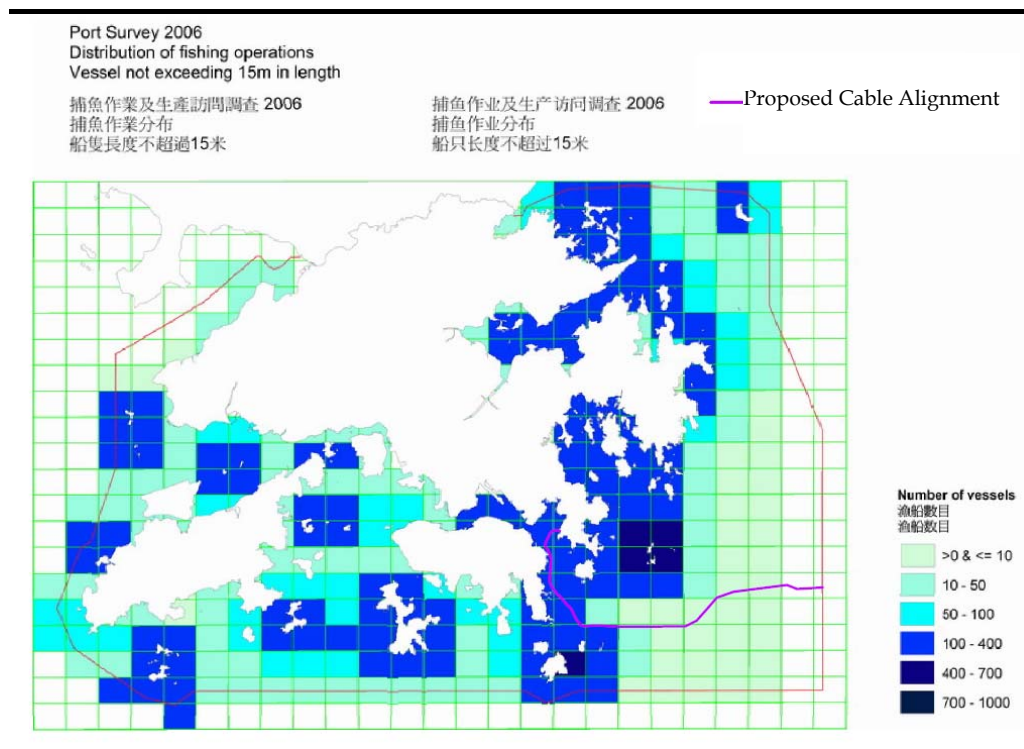 Port Survey 2006
Distribution of fishing operations
Vessel not exceeding 15m in length
捕魚作業及生產訪問調查 2006
捕魚作業分布
船隻長度不超過15米
捕鱼作业及生产访问调查 2006
捕鱼作业分布
船只长度不超过15米
Proposed Cable Alignment
Number of vessels
漁船數目
渔船数目
>0 & <= 10
10 - 50
50 - 100
100 - 400
400 - 700
700 - 1000